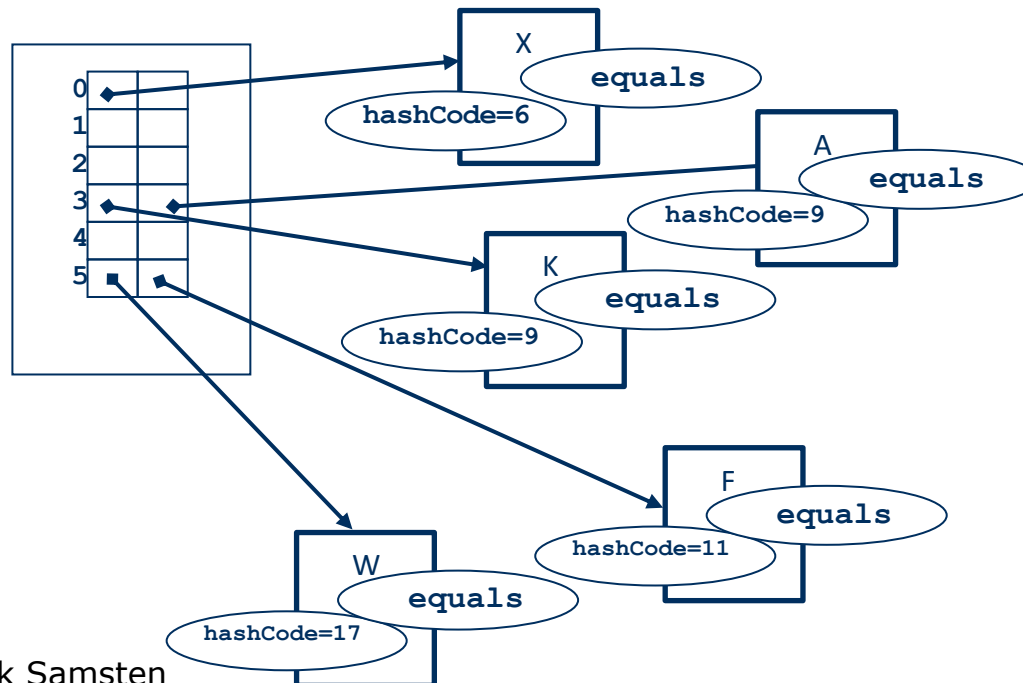 0
1
2
3
4
5
X
equals
hashCode=6
A
equals
hashCode=9
K
equals
hashCode=9
F
equals
hashCode=11
W
equals
hashCode=17
Samsten